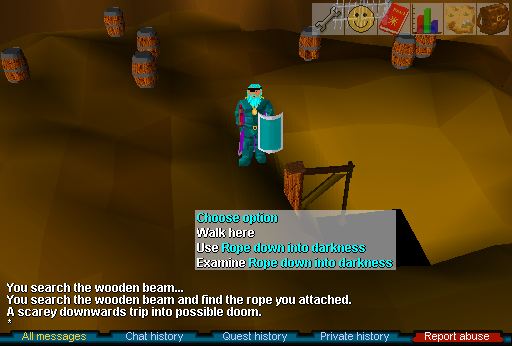 Choose option
Walk here
Use Rope down into darkness
Examine Rope down into darkness
You search the wooden beam...
You search the wooden beam and find the rope you attached.
A scarey downwards trip into possible doom.
*
All messages Chat history Quest history Private history Report abuse